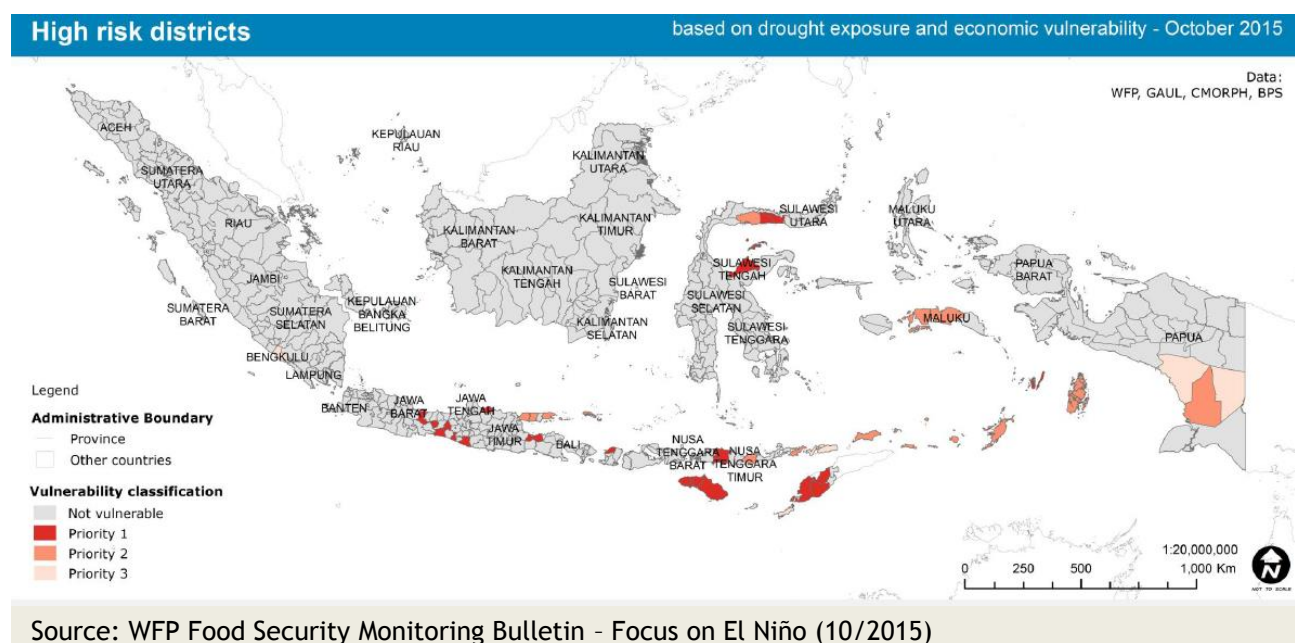 High risk districts
based on drought exposure and economic vulnerability - October 2015
Data:
WFP, GAUL, CMORPH, BPS
ACEH
KEPULAUAN
RIAU
SUMATERA
UTARA
KALIMANTAN
UTARA
RIAU
SULAWESI
UTARA
MALUKU
UTARA
KALIMANTAN
BARAT
KALIMANTAN
TIMUR
JAMBI
KALIMANTAN
TENGAH
SULAWESI
TENGAH
PAPUA
BARAT
SULAWESI
BARAT
SUMATERA
BARAT
SUMATERA
SELATAN
KEPULAUAN
BANGKA
BELITUNG
SULAWESI
SELATAN
KALIMANTAN
SELATAN
SULAWESI
TENGGARA
MALUKU
PAPUA
BENGKULU
LAMPUNG
BANTEN
JAWA
BARAT
JAWA
TENGAH
JAWA
TIMUR
BALI
NUSA
TENGGARA
BARAT
NUSA
TENGGARA
TIMUR
Legend
Administrative Boundary
Province
Other countries
Vulnerability classification
Not vulnerable
Priority 1
Priority 2
Priority 3
1:20,000,000
0 250 500 1,000 Km
N
NOT TO SCALE
Source: WFP Food Security Monitoring Bulletin – Focus on El Niño (10/2015)